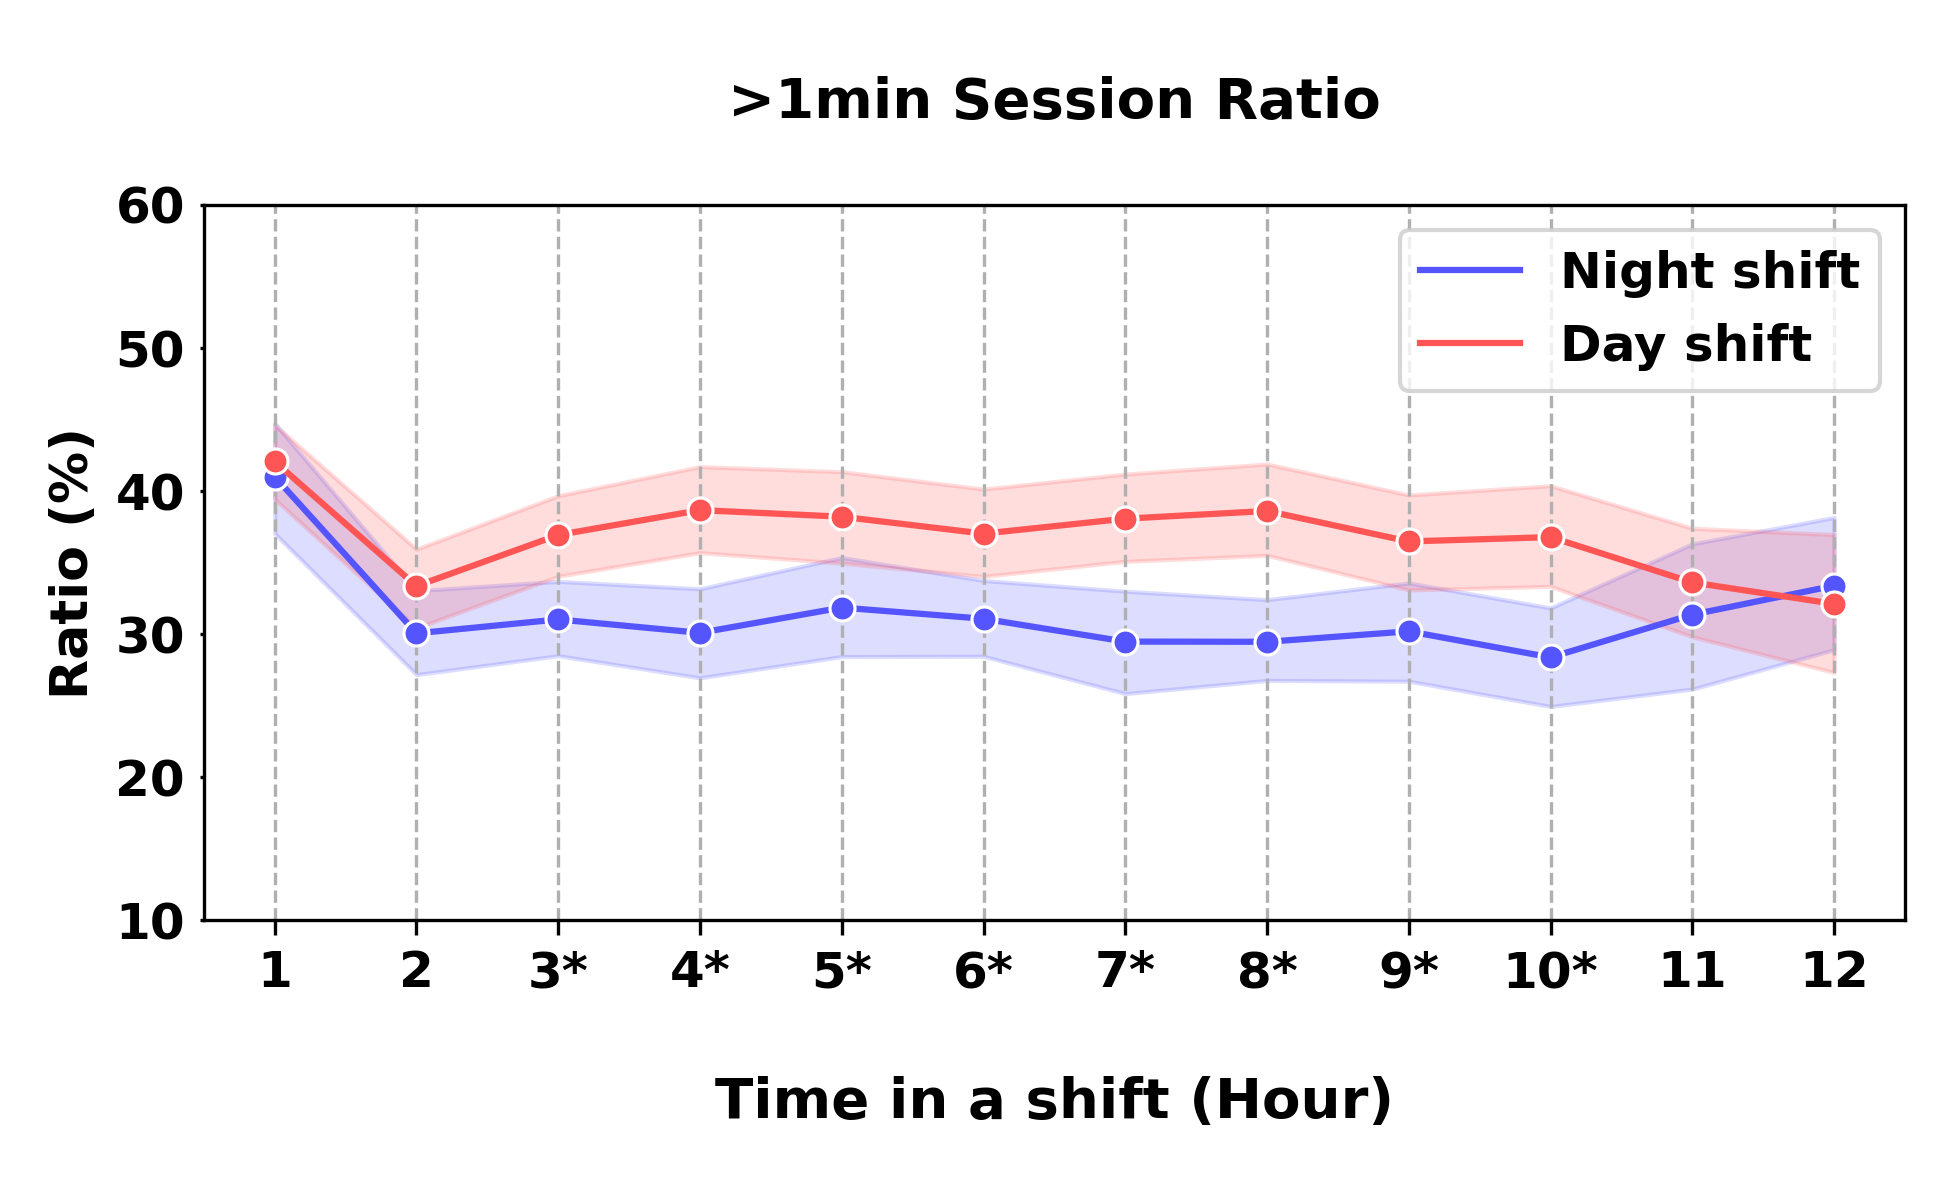 >1min Session Ratio
60
50
40
30
20
10
Ratio (%)
Night shift
Day shift
1 2 3* 4* 5* 6* 7* 8* 9* 10* 11 12
Time in a shift (Hour)